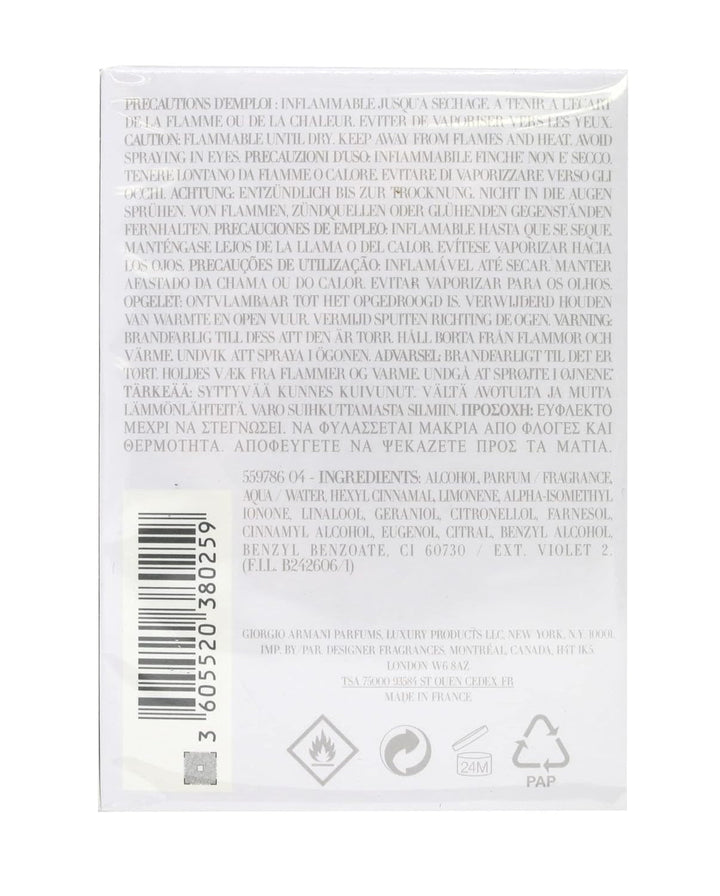 PRECAUTIONS D'EMPLOI : INFLAMMABLE JUSQU'A SECHAGE. A TENIR A L'ECART
DE LA FLAMME OU DE LA CHALEUR. EVITER DE VAPORISER VERS LES YEUX.
CAUTION: FLAMMABLE UNTIL DRY. KEEP AWAY FROM FLAMES AND HEAT. AVOID
SPRAYING IN EYES. PRECAUZIONI D'USO: INFIAMMABILE FINCHE' NON E' SECCO.
TENERE LONTANO DA FIAMME O CALORE. EVITARE DI VAPORIZZARE VERSO GLI
OCCHI. ACHTUNG: ENTZÜNDLICH BIS ZUR TROCKNUNG. NICHT IN DIE AUGEN
SPRÜHEN. VON FLAMMEN, ZÜNDQUELLEN ODER GLÜHENDEN GEGENSTÄNDEN
FERNHALTEN. PRECAUCIONES DE EMPLEO: INFLAMABLE HASTA QUE SE SEQUE.
MANTÉNGASE LEJOS DE LA LLAMA O DEL CALOR. EVÍTESE VAPORIZAR HACIA
LOS OJOS. PRECAUÇÕES DE UTILIZAÇÃO: INFLAMÁVEL ATÉ SECAR. MANTER
AFASTADO DA CHAMA OU DO CALOR. EVITAR VAPORIZAR PARA OS OLHOS.
OPGELET: ONTVLAMBAAR TOT HET OPGEDROOGD IS. VERWIJDERD HOUDEN
VAN WARMTE EN OPEN VUUR. VERMIJD SPUITEN RICHTING DE OGEN. VARNING:
BRANDFARLIG TILL DESS ATT DEN ÄR TORR. HÅLL BORTA FRÅN FLAMMOR OCH
VÄRME. UNDVIK ATT SPRAYA I ÖGONEN. ADVARSEL: BRANDFARLIGT TIL DET ER
TØRT. HOLDES VÆK FRA FLAMMER OG VARME. UNDGÅ AT SPRØJTE I ØJNENE.
TÄRKEÄÄ: SYTTYVÄÄ KUNNES KUIVUNUT. VÄLTÄ AVOTULTA JA MUITA
LÄMMÖNLÄHTEITÄ. VARO SUIHKUTTAMASTA SILMIIN. ΠΡΟΣΟΧΗ: ΕΥΦΛΕΚΤΟ
ΜΕΧΡΙ ΝΑ ΣΤΕΓΝΩΣΕΙ. ΝΑ ΦΥΛΑΣΣΕΤΑΙ ΜΑΚΡΙΑ ΑΠΟ ΦΛΟΓΕΣ ΚΑΙ
ΘΕΡΜΟΤΗΤΑ. ΑΠΟΦΕΥΓΕΤΕ ΝΑ ΨΕΚΑΖΕΤΕ ΠΡΟΣ ΤΑ ΜΑΤΙΑ.
559786 04 - INGREDIENTS: ALCOHOL, PARFUM / FRAGRANCE,
AQUA / WATER, HEXYL CINNAMAL, LIMONENE, ALPHA-ISOMETHYL
IONONE, LINALOOL, GERANIOL, CITRONELLOL, FARNESOL,
CINNAMYL ALCOHOL, EUGENOL, CITRAL, BENZYL ALCOHOL,
BENZYL BENZOATE, CI 60730 / EXT. VIOLET 2.
(F.I.L. B242606/1)
3 605520 380259
GIORGIO ARMANI PARFUMS, LUXURY PRODUCTS LLC, NEW YORK, N.Y. 10001.
IMP. BY/PAR. DESIGNER FRAGRANCES, MONTRÉAL, CANADA, H4T 1K5.
LONDON W6 8AZ
TSA 75000 93584 ST OUEN CEDEX FR
MADE IN FRANCE
24M
PAP